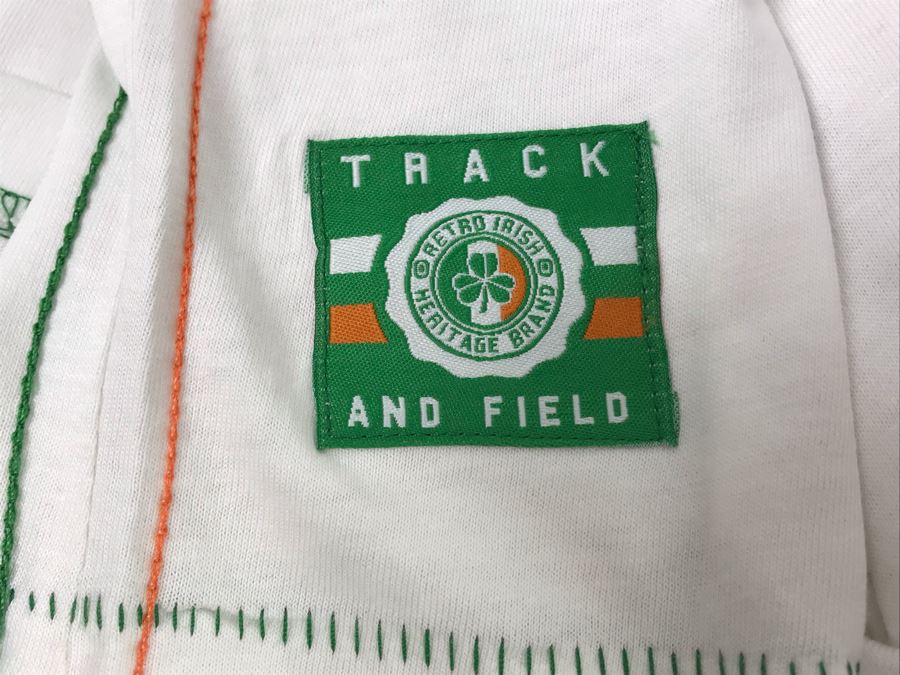 TRACK
RETRO IRISH
HERITAGE BRAND
AND FIELD